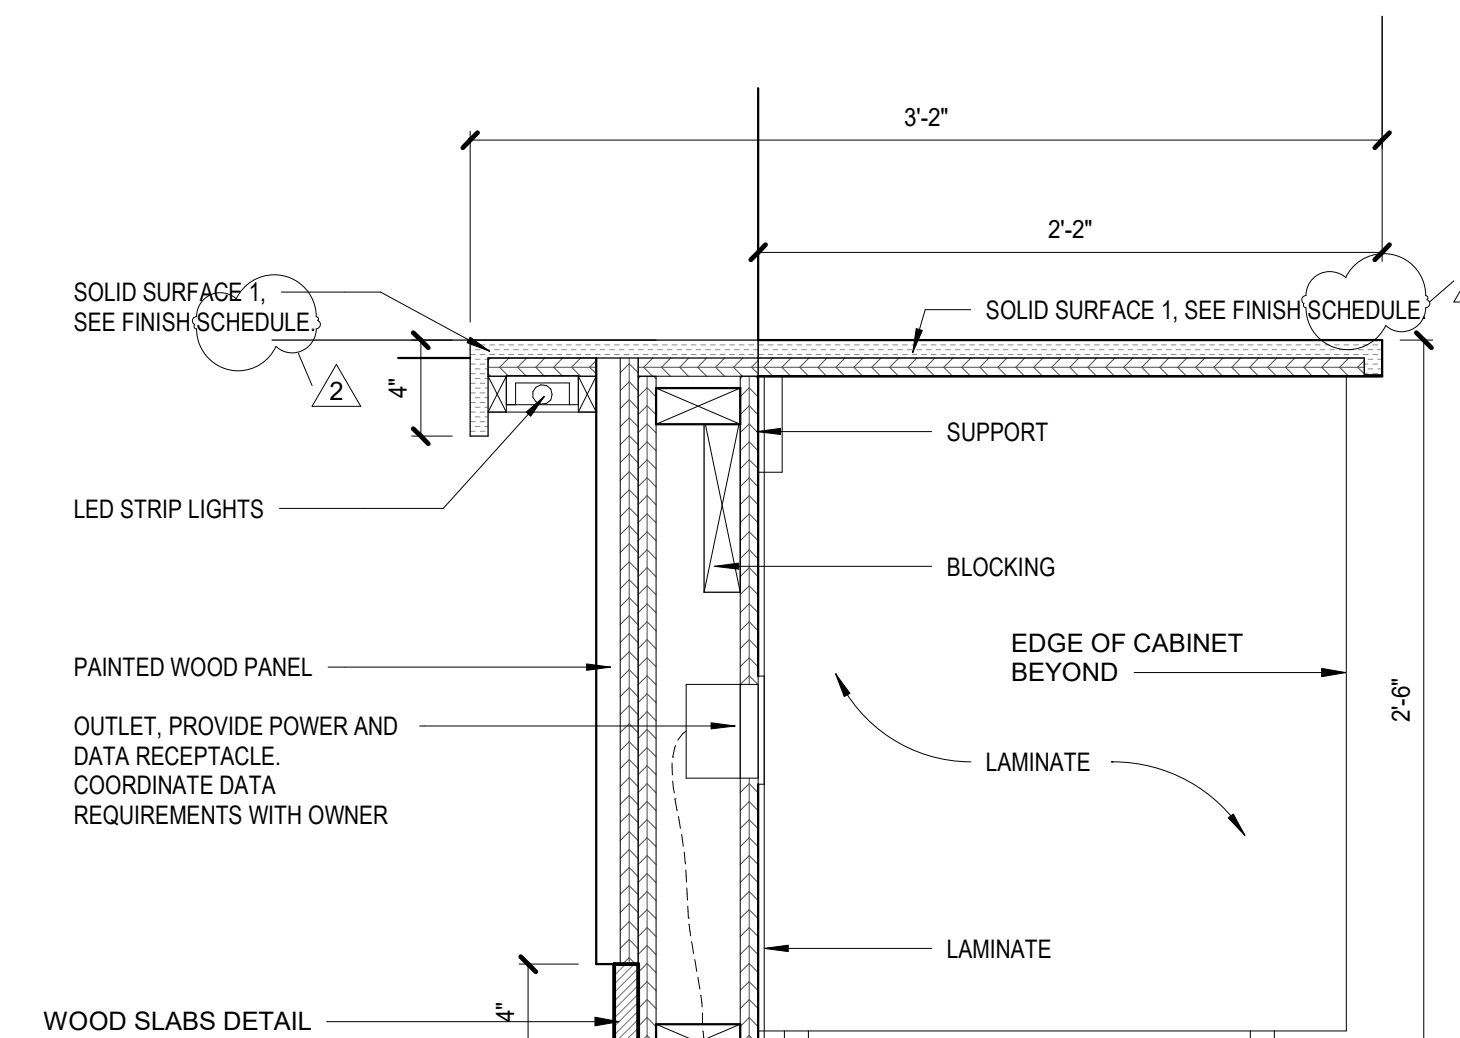 3'-2"
2'-2"
SOLID SURFACE 1,
SEE FINISH SCHEDULE.
SOLID SURFACE 1, SEE FINISH SCHEDULE.
2
4"
SUPPORT
LED STRIP LIGHTS
BLOCKING
EDGE OF CABINET
BEYOND
PAINTED WOOD PANEL
2'-6"
OUTLET, PROVIDE POWER AND
DATA RECEPTACLE.
COORDINATE DATA
REQUIREMENTS WITH OWNER
LAMINATE
LAMINATE
4"
WOOD SLABS DETAIL